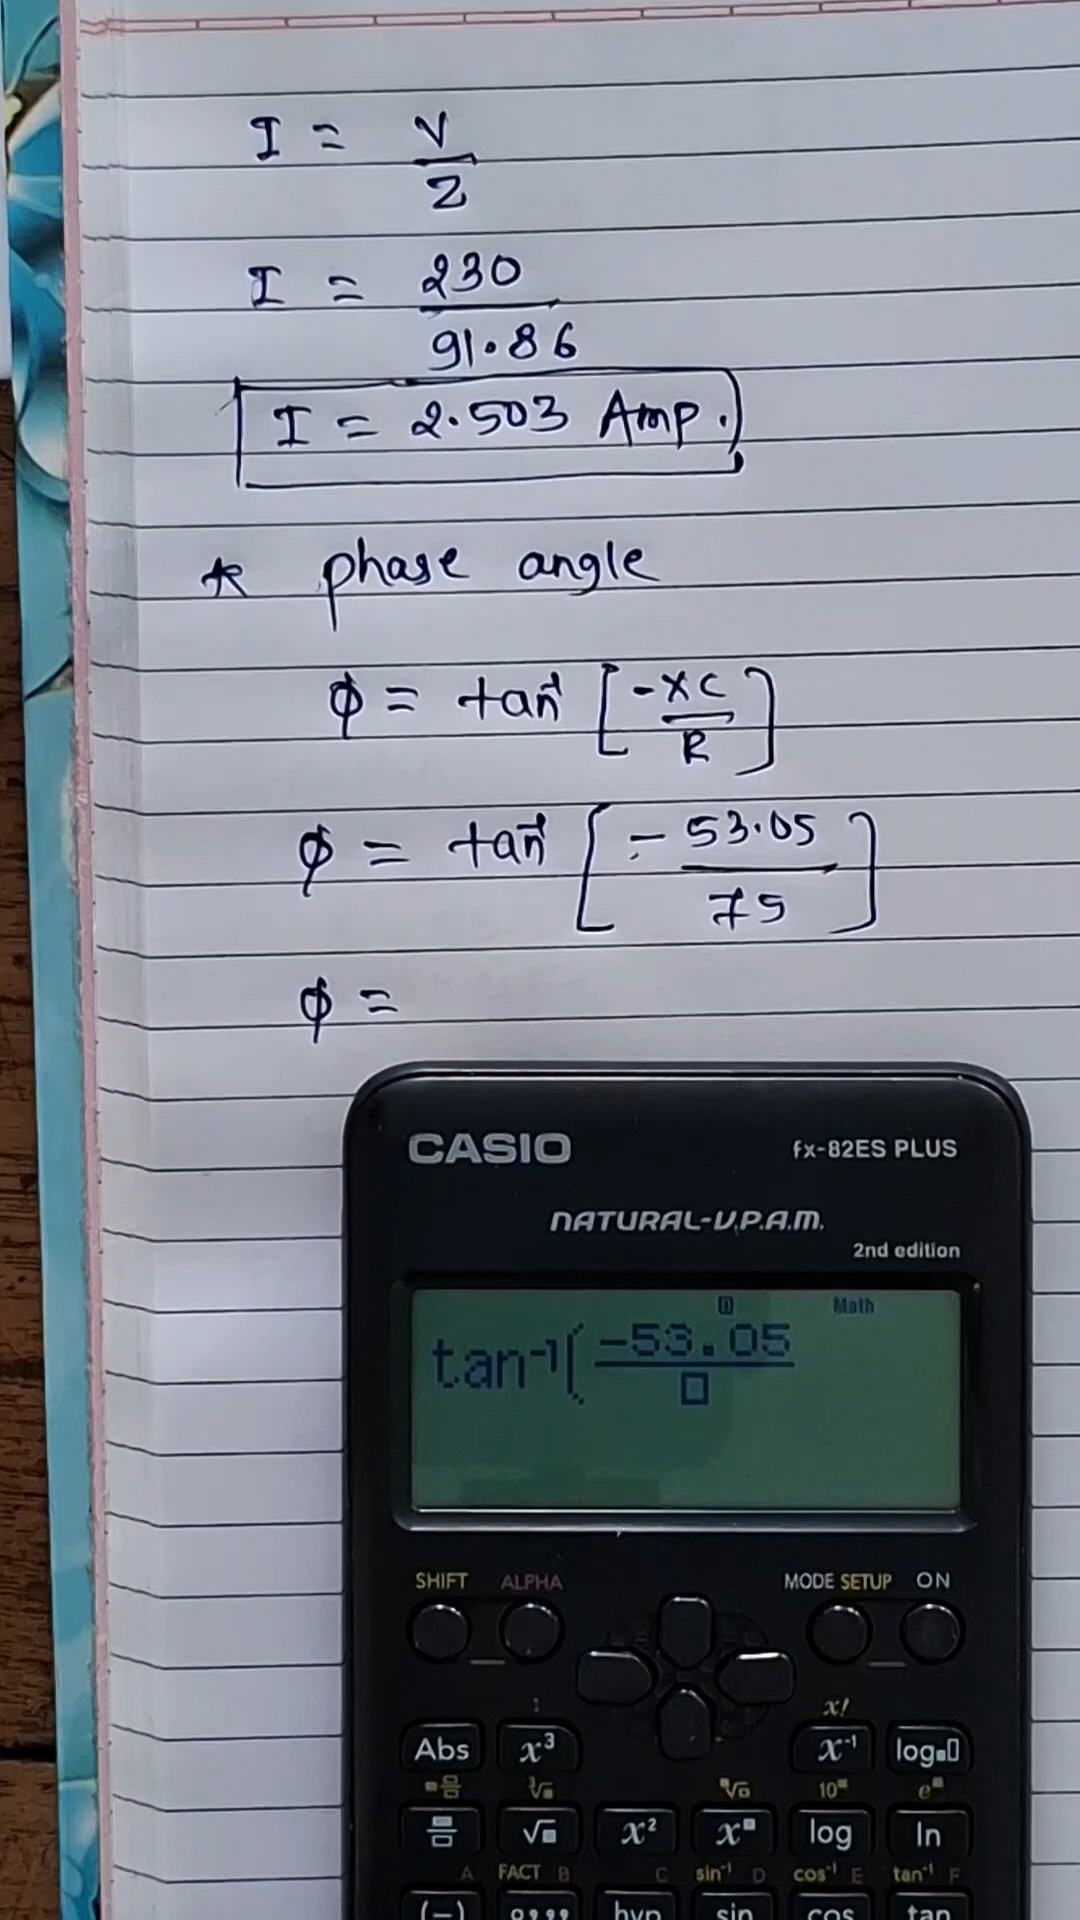 I = V/Z
I = 230/91.86
I = 2.503 Amp.
* phase angle
φ = tan⁻¹ [-XC/R]
φ = tan⁻¹ [-53.05/75]
φ =
CASIO fx-82ES PLUS
NATURAL-V.P.A.M.
2nd edition
D Math
tan⁻¹(-53.05/□
SHIFT ALPHA MODE SETUP ON
: x!
Abs x³ x⁻¹ log■□
■■/□ ³√■ ■√□ 10■ e■
■/□ √■ x² x■ log ln
A FACT B C sin⁻¹ D cos⁻¹ E tan⁻¹ F
(−) °’” hyp sin cos tan